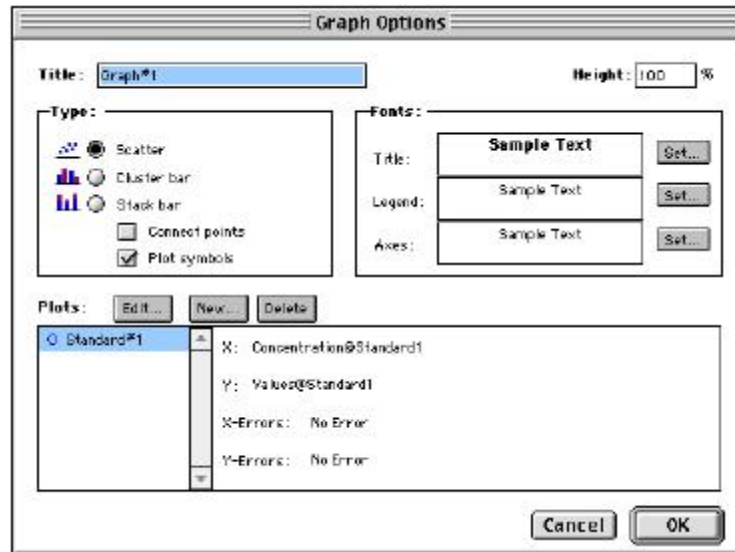 Graph Options
Title: Graph#1 Height: 100 %
Type:
Scatter
Cluster bar
Stack bar
Connect points
Plot symbols
Fonts:
Title: Sample Text Set...
Legend: Sample Text Set...
Axes: Sample Text Set...
Plots: Edit... New... Delete
Standard#1
X: Concentration@Standard1
Y: Values@Standard1
X-Errors: No Error
Y-Errors: No Error
Cancel OK